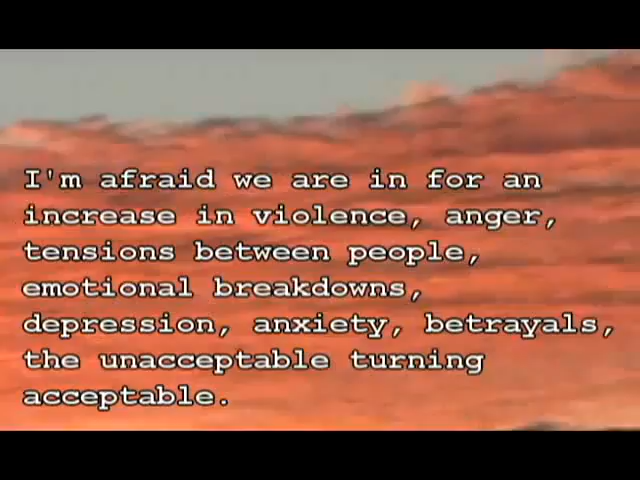 I'm afraid we are in for an
increase in violence, anger,
tensions between people,
emotional breakdowns,
depression, anxiety, betrayals,
the unacceptable turning
acceptable.